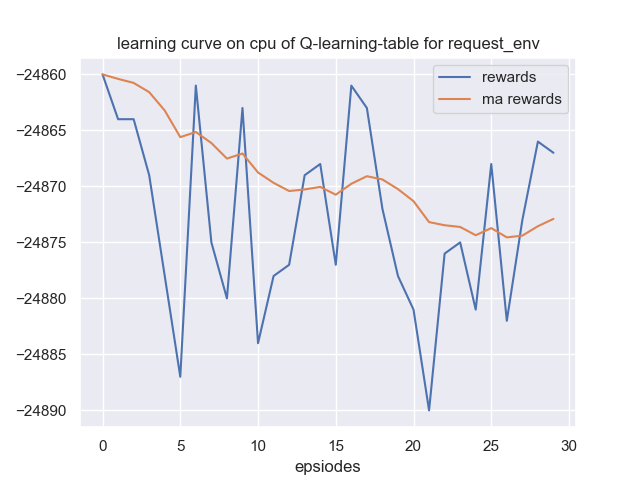 learning curve on cpu of Q-learning-table for request_env
rewards
ma rewards
−24860
−24865
−24870
−24875
−24880
−24885
−24890
0 5 10 15 20 25 30
epsiodes